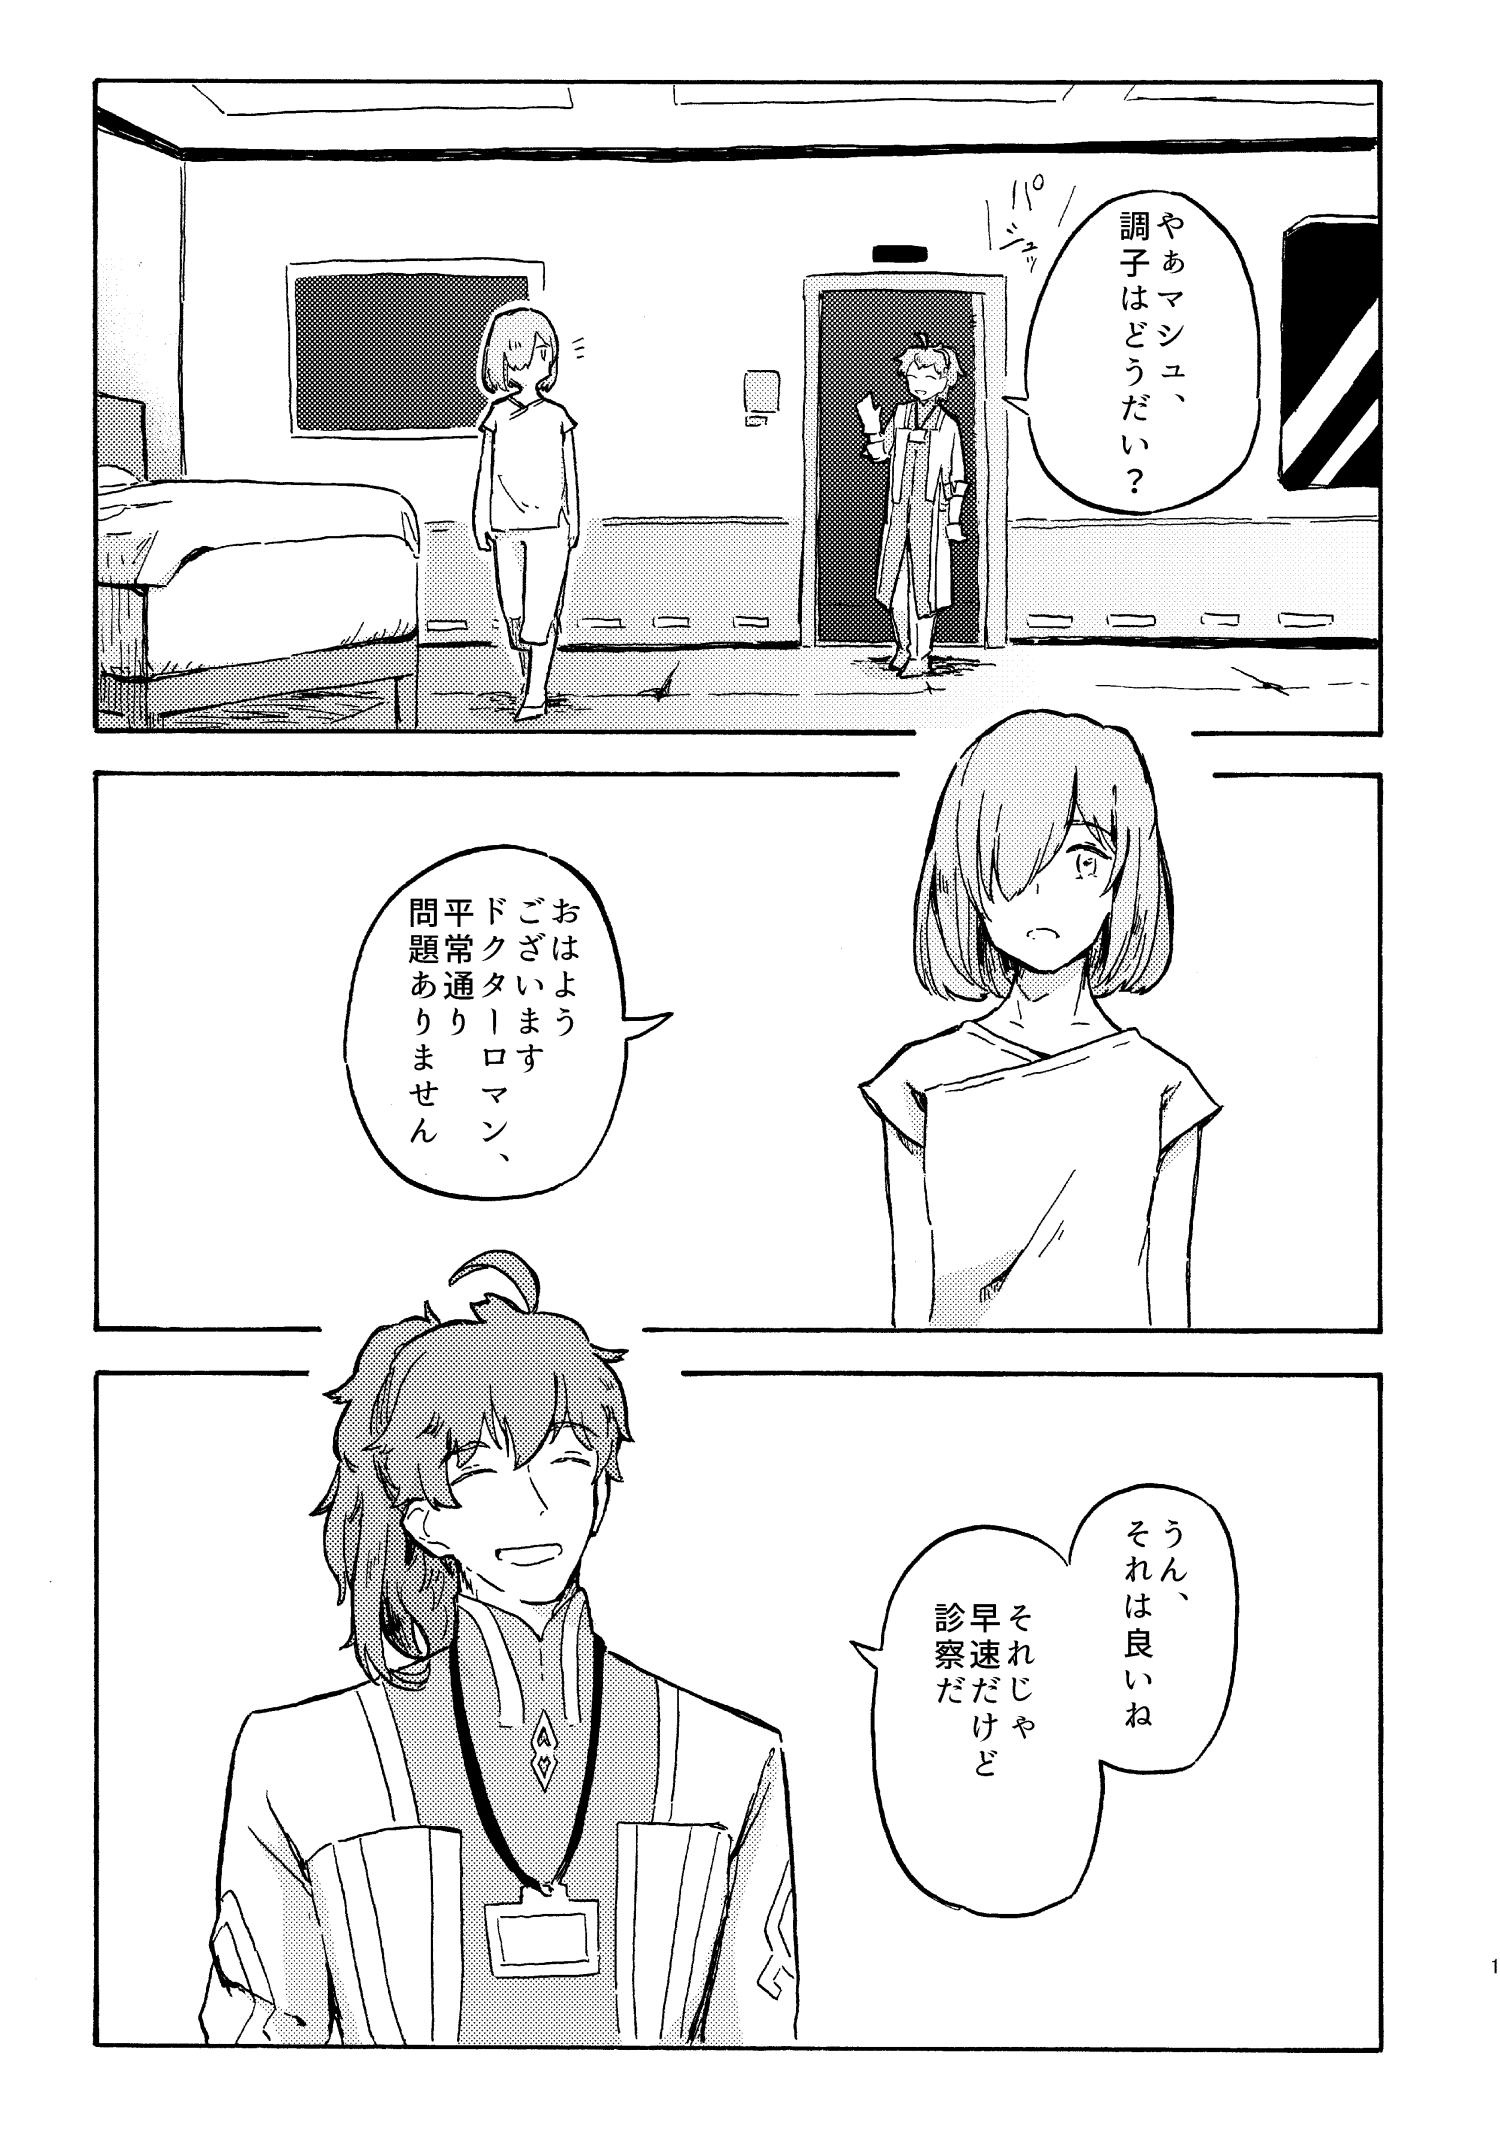 やぁマシュ、
調子はどうだい？
パシュッ
おはよう
ございます
ドクターロマン、
平常通り
問題ありません
うん、
それは良いね
それじゃ
早速だけど
診察だ
1